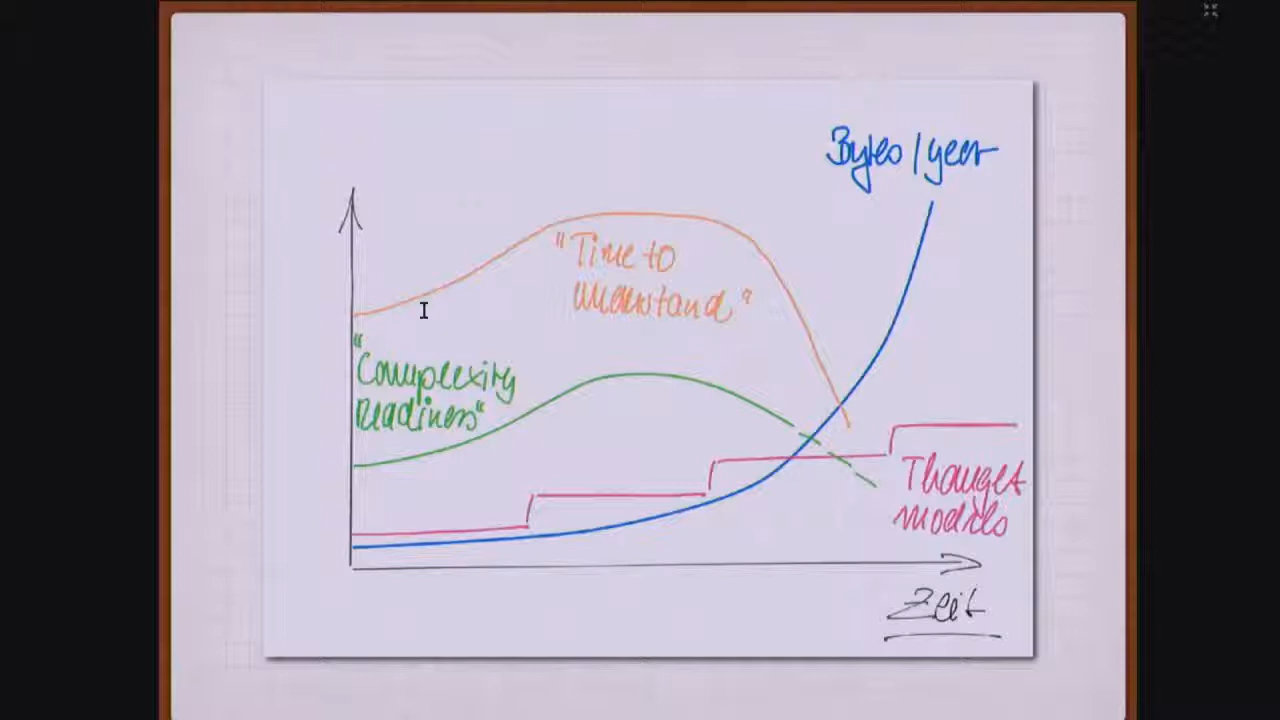 Bytes/year
"Time to
understand"
"Complexity
Readiness"
Thought
models
Zeit